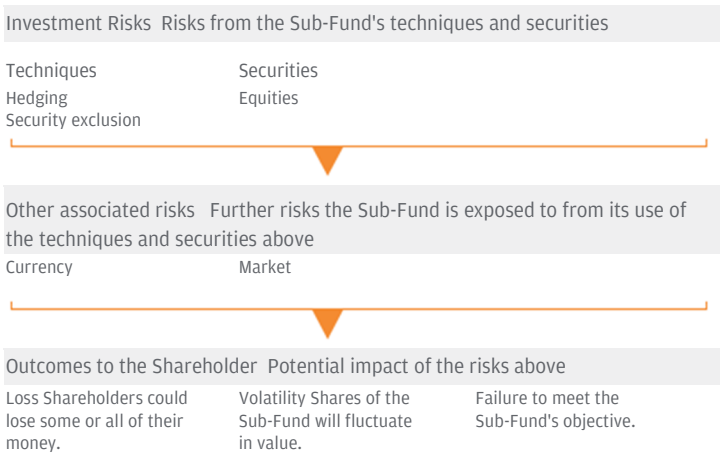 Investment Risks Risks from the Sub-Fund's techniques and securities
Techniques Securities
Hedging Equities
Security exclusion
Other associated risks Further risks the Sub-Fund is exposed to from its use of
the techniques and securities above
Currency Market
Outcomes to the Shareholder Potential impact of the risks above
Loss Shareholders could Volatility Shares of the Failure to meet the
lose some or all of their Sub-Fund will fluctuate Sub-Fund's objective.
money. in value.